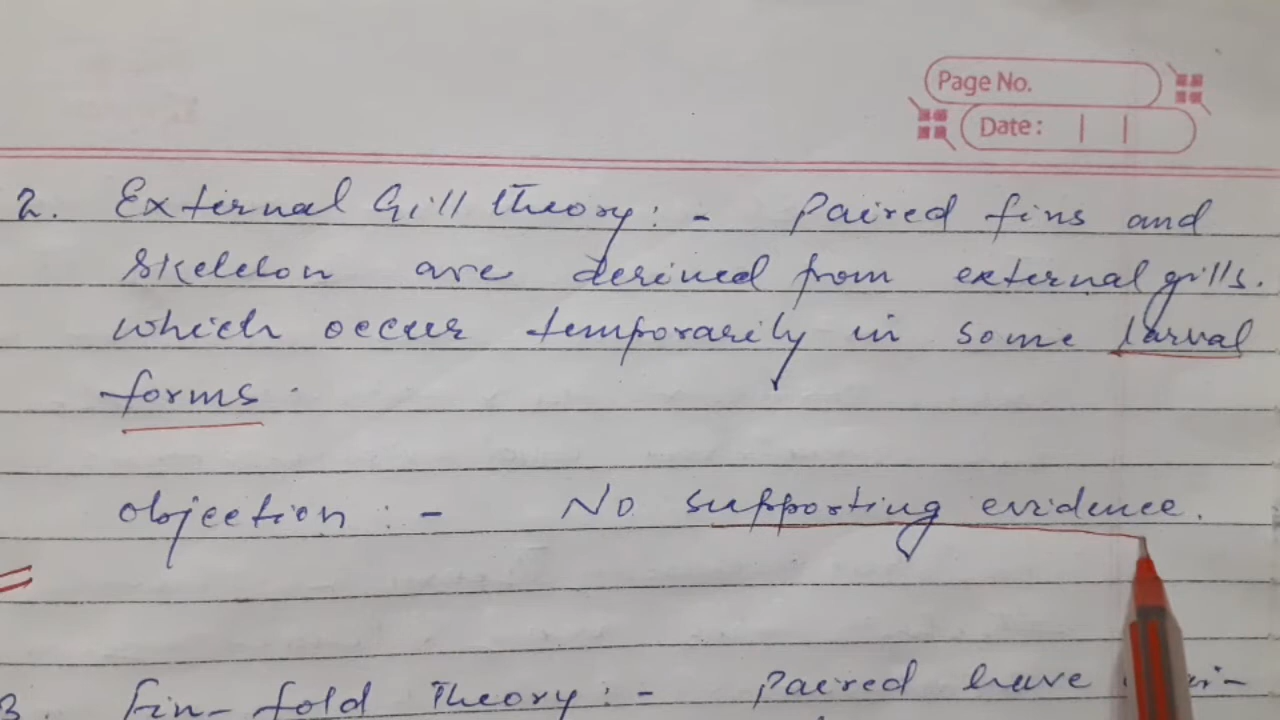 Page No.
Date :
2. External Gill theory : - Paired fins and
skeleton are derived from external gills.
which occur temporarily in some larval
forms.
objection : - No supporting evidence.
3. Fin-fold Theory : - Paired have